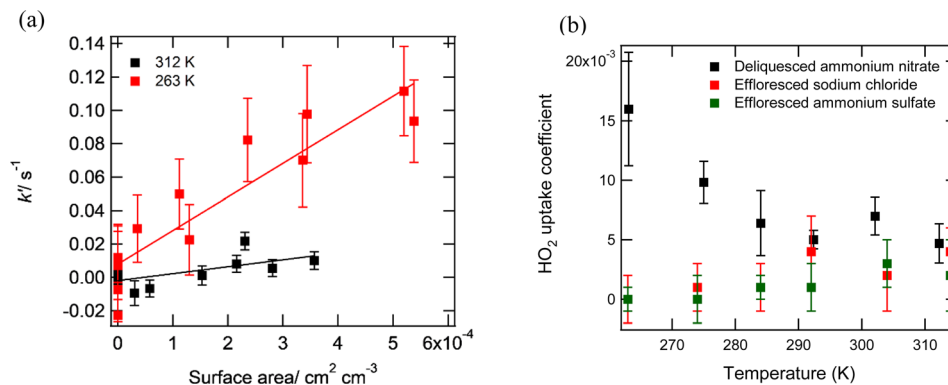 (a)
0.14
0.12
0.10
0.08
0.06
0.04
0.02
0.00
-0.02
312 K
263 K
k'/ s⁻¹
0
1
2
3
4
5
6x10⁻⁴
Surface area/ cm² cm⁻³
(b)
20x10⁻³
15
10
5
0
Deliquesced ammonium nitrate
Effloresced sodium chloride
Effloresced ammonium sulfate
HO₂ uptake coefficient
270
280
290
300
310
Temperature (K)